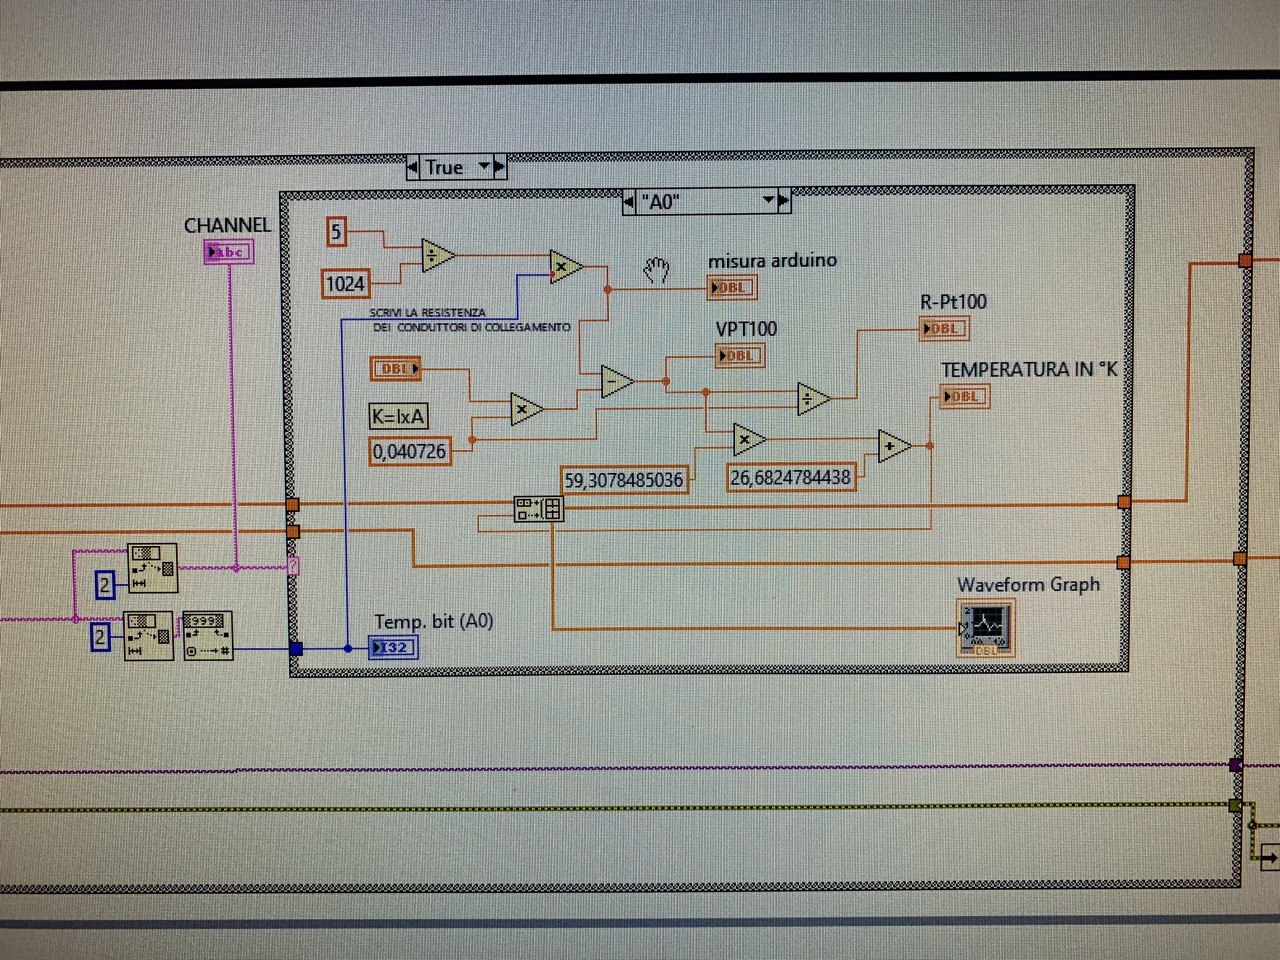 True
"A0"
CHANNEL
abc
5
1024
misura arduino
DBL
SCRIVI LA RESISTENZA
DEI CONDUTTORI DI COLLEGAMENTO
R-Pt100
DBL
VPT100
DBL
TEMPERATURA IN °K
DBL
DBL
K=IxA
0,040726
59,3078485036
26,6824784438
?
2
2
999
#
Temp. bit (A0)
I32
Waveform Graph
DBL